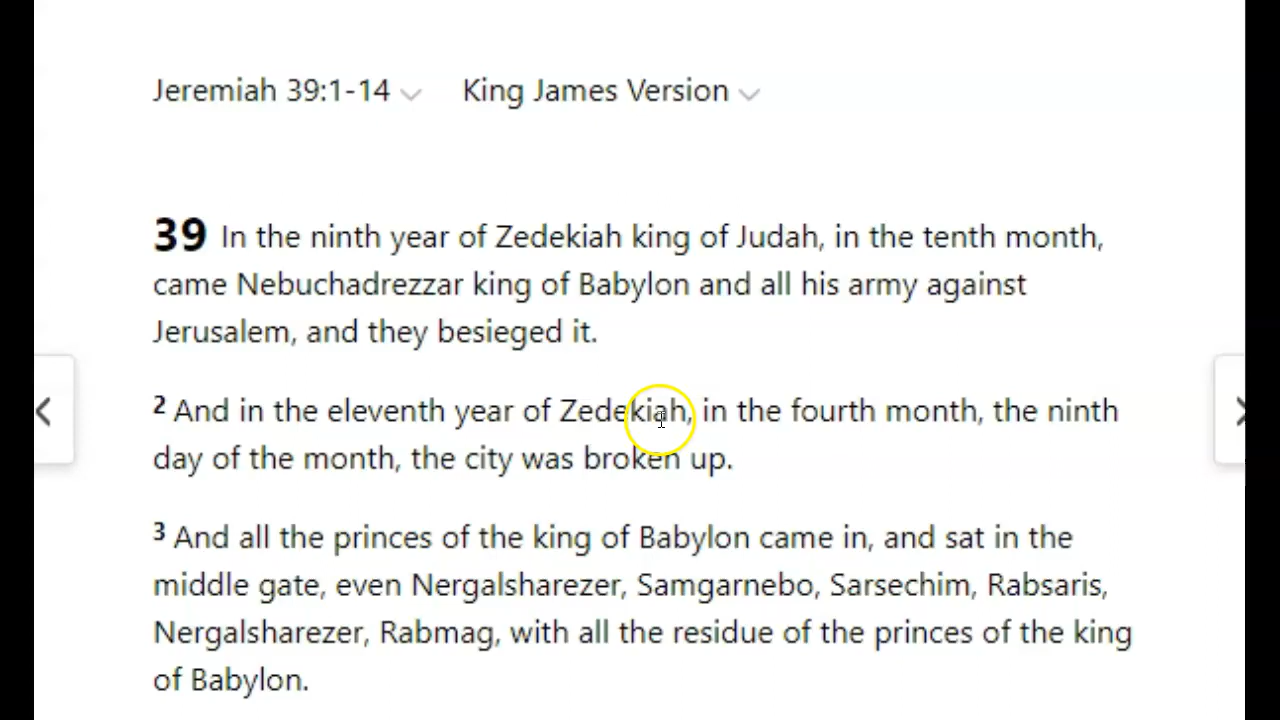 Jeremiah 39:1-14 King James Version
39 In the ninth year of Zedekiah king of Judah, in the tenth month,
came Nebuchadrezzar king of Babylon and all his army against
Jerusalem, and they besieged it.
2 And in the eleventh year of Zedekiah, in the fourth month, the ninth
day of the month, the city was broken up.
3 And all the princes of the king of Babylon came in, and sat in the
middle gate, even Nergalsharezer, Samgarnebo, Sarsechim, Rabsaris,
Nergalsharezer, Rabmag, with all the residue of the princes of the king
of Babylon.